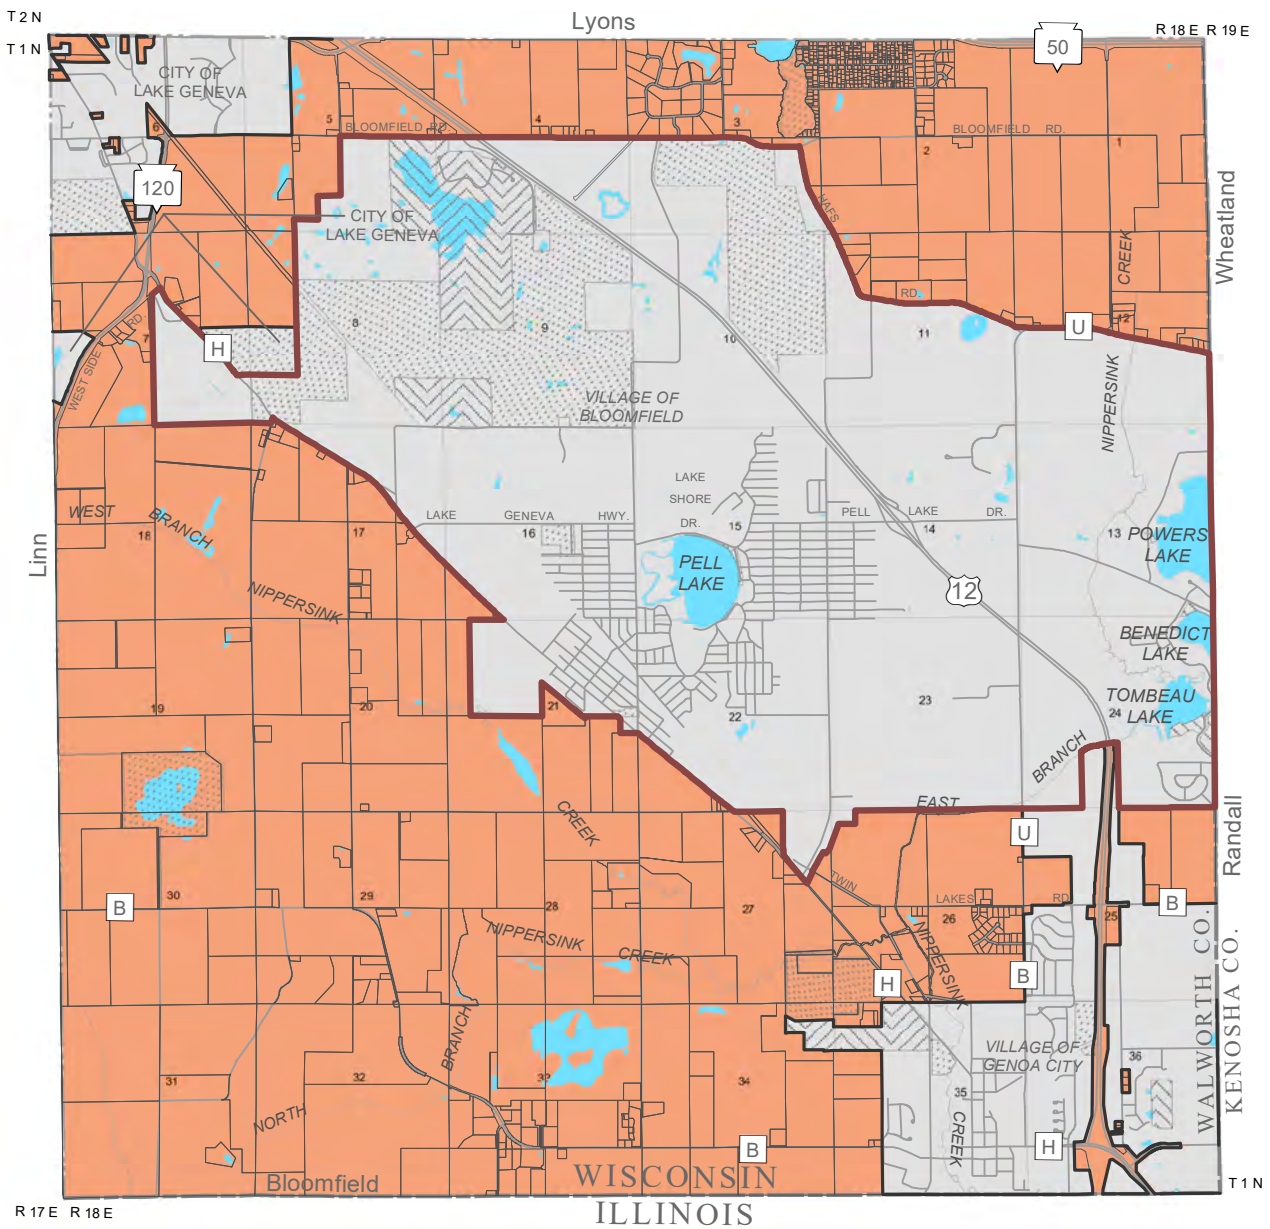 T 2 N
Lyons
R 18 E R 19 E
T 1 N
50
CITY OF
LAKE GENEVA
5
4
3
6
BLOOMFIELD RD.
BLOOMFIELD RD.
2
1
120
HAFS
CITY OF
LAKE GENEVA
Wheatland
CREEK
9
RD.
8
12
RD.
7
H
10
11
U
WEST SIDE
NIPPERSINK
VILLAGE OF
BLOOMFIELD
LAKE
SHORE
DR.
WEST
BRANCH
LAKE GENEVA HWY.
PELL LAKE DR.
18
17
16
15
14
13
POWERS
LAKE
Linn
PELL
LAKE
NIPPERSINK
12
BENEDICT
LAKE
TOMBEAU
LAKE
19
20
21
22
23
24
BRANCH
EAST
CREEK
U
Randall
TWIN
LAKES RD.
30
29
28
27
26
25
B
B
NIPPERSINK
CREEK
NIPPERSINK
H
B
WALWORTH CO.
KENOSHA CO.
BRANCH
VILLAGE OF
GENOA CITY
31
32
33
34
35
36
NORTH
CREEK
B
H
Bloomfield
WISCONSIN
T 1 N
R 17 E R 18 E
ILLINOIS